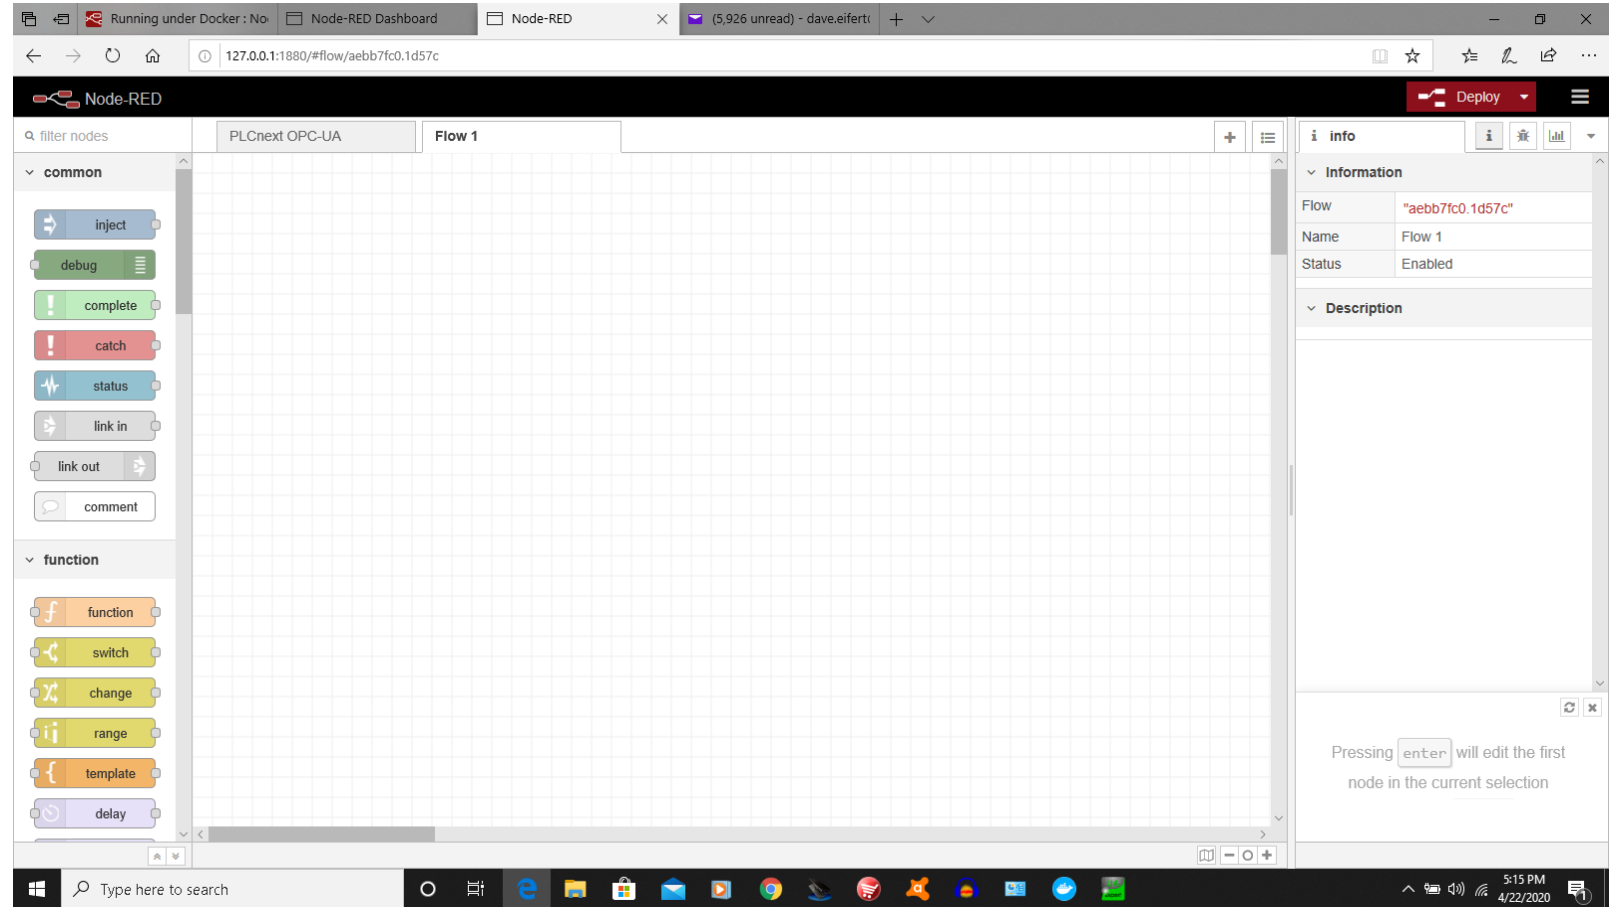 Running under Docker : No
Node-RED Dashboard
Node-RED
(5,926 unread) - dave.eifert(
127.0.0.1:1880/#flow/aebb7fc0.1d57c
Node-RED
Deploy
filter nodes
PLCnext OPC-UA
Flow 1
i info
common
inject
debug
complete
catch
status
link in
link out
comment
function
function
switch
change
range
template
delay
Information
Flow "aebb7fc0.1d57c"
Name Flow 1
Status Enabled
Description
Pressing enter will edit the first
node in the current selection
Type here to search
5:15 PM
4/22/2020
1